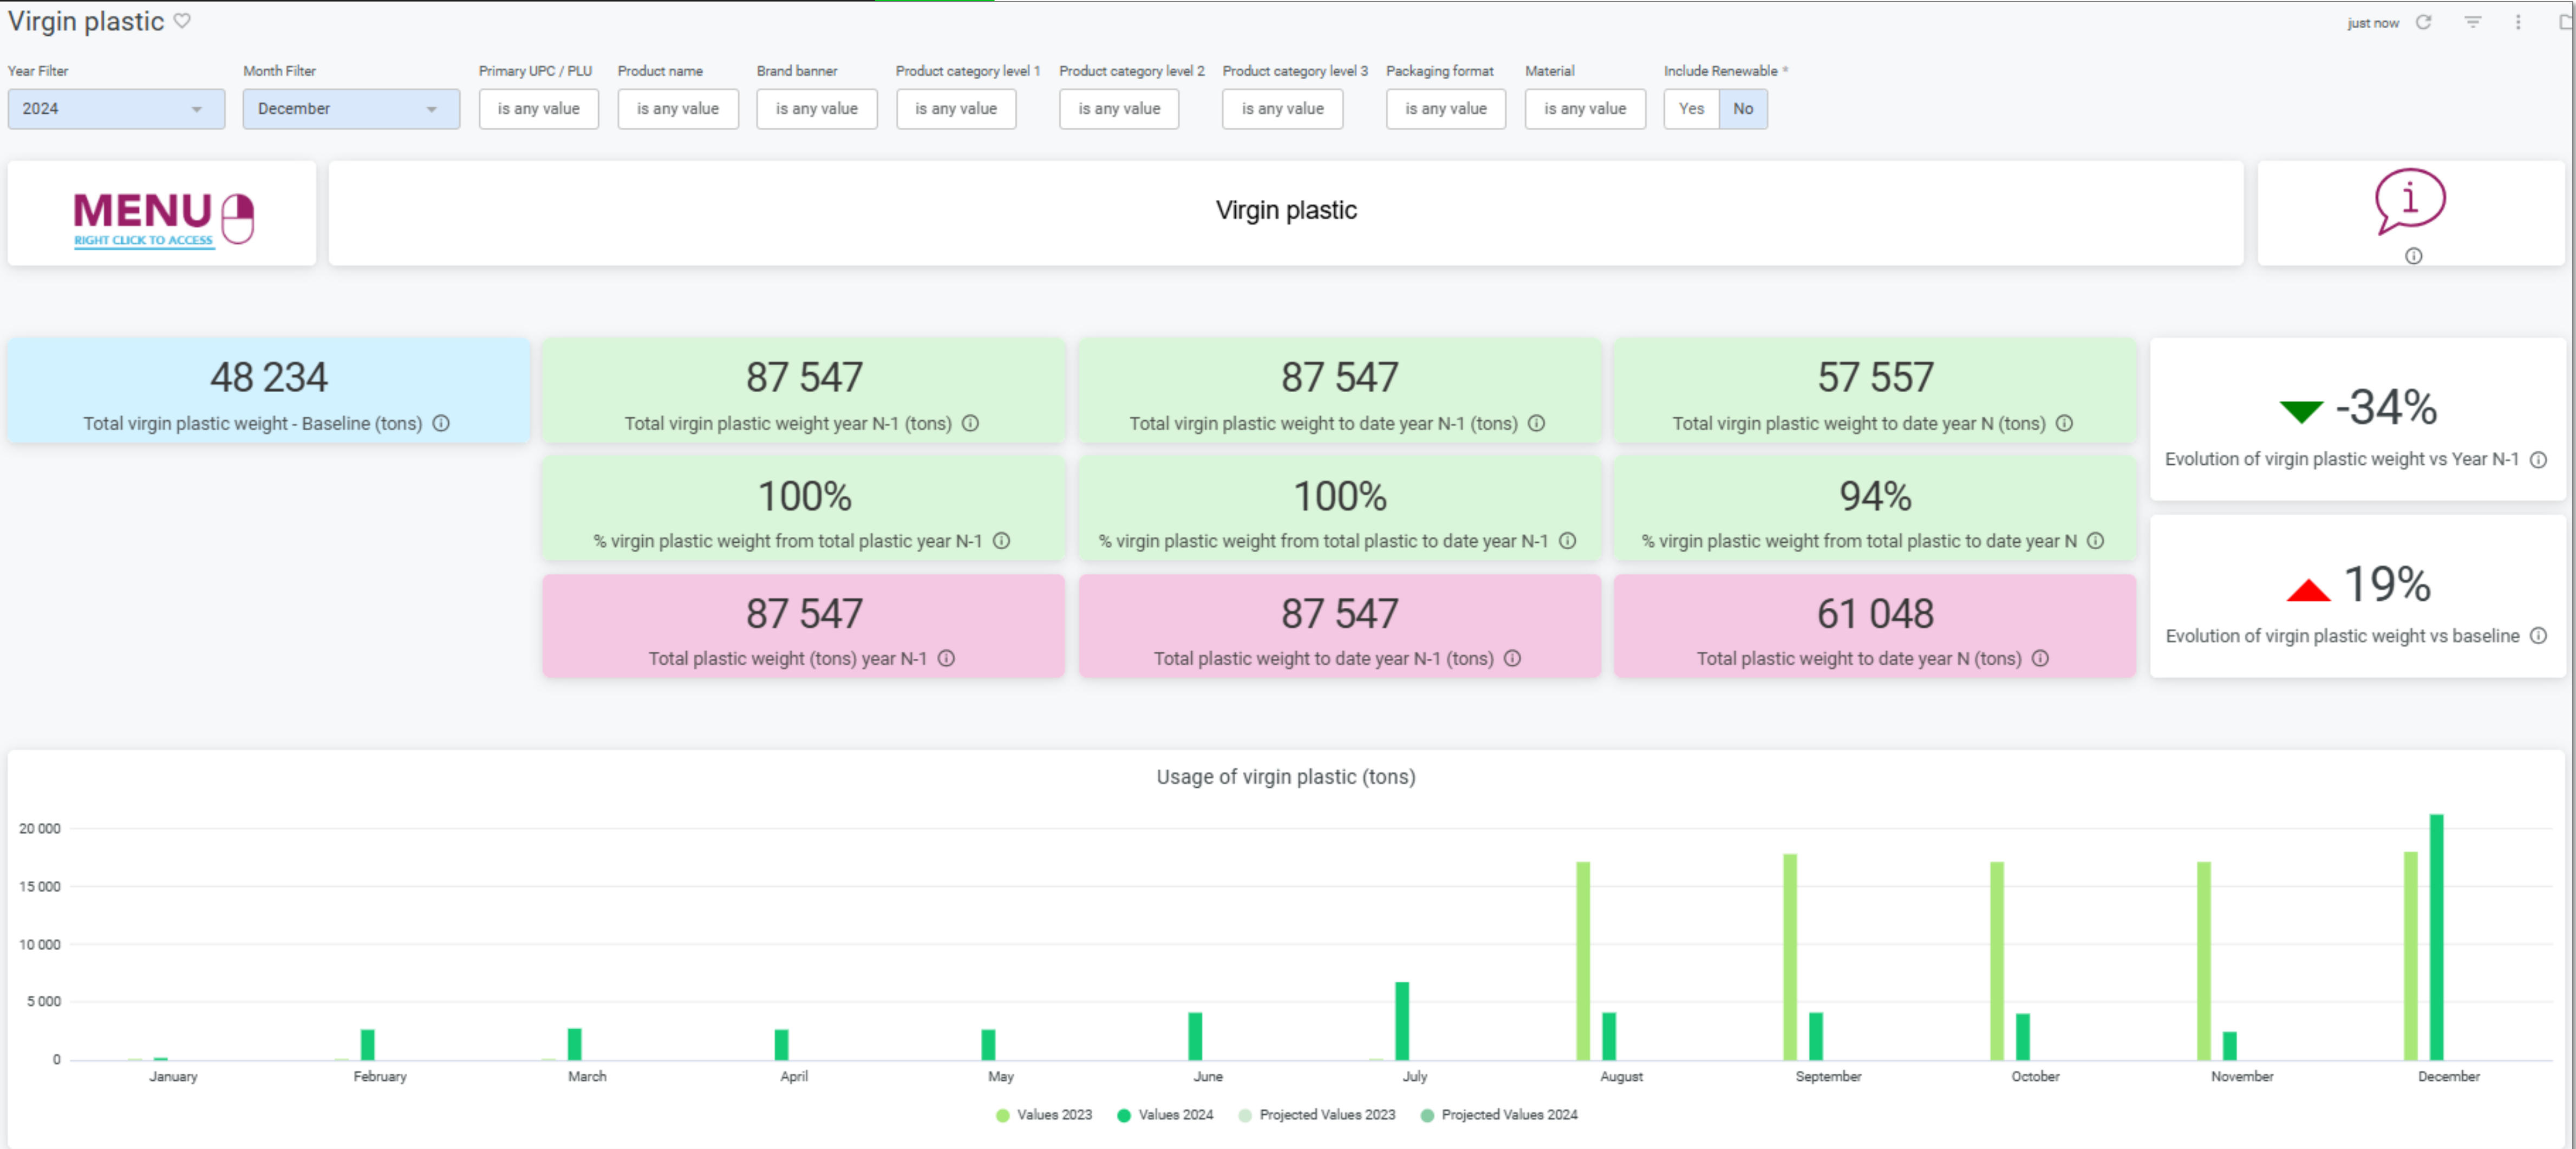 Virgin plastic
just now
Year Filter
Month Filter
Primary UPC / PLU
Product name
Brand banner
Product category level 1
Product category level 2
Product category level 3
Packaging format
Material
Include Renewable *
2024
December
is any value
is any value
is any value
is any value
is any value
is any value
is any value
is any value
Yes
No
MENU
RIGHT CLICK TO ACCESS
Virgin plastic
48 234
Total virgin plastic weight - Baseline (tons)
87 547
Total virgin plastic weight year N-1 (tons)
87 547
Total virgin plastic weight to date year N-1 (tons)
57 557
Total virgin plastic weight to date year N (tons)
-34%
Evolution of virgin plastic weight vs Year N-1
100%
% virgin plastic weight from total plastic year N-1
100%
% virgin plastic weight from total plastic to date year N-1
94%
% virgin plastic weight from total plastic to date year N
19%
Evolution of virgin plastic weight vs baseline
87 547
Total plastic weight (tons) year N-1
87 547
Total plastic weight to date year N-1 (tons)
61 048
Total plastic weight to date year N (tons)
Usage of virgin plastic (tons)
20 000
15 000
10 000
5 000
0
January
February
March
April
May
June
July
August
September
October
November
December
Values 2023
Values 2024
Projected Values 2023
Projected Values 2024